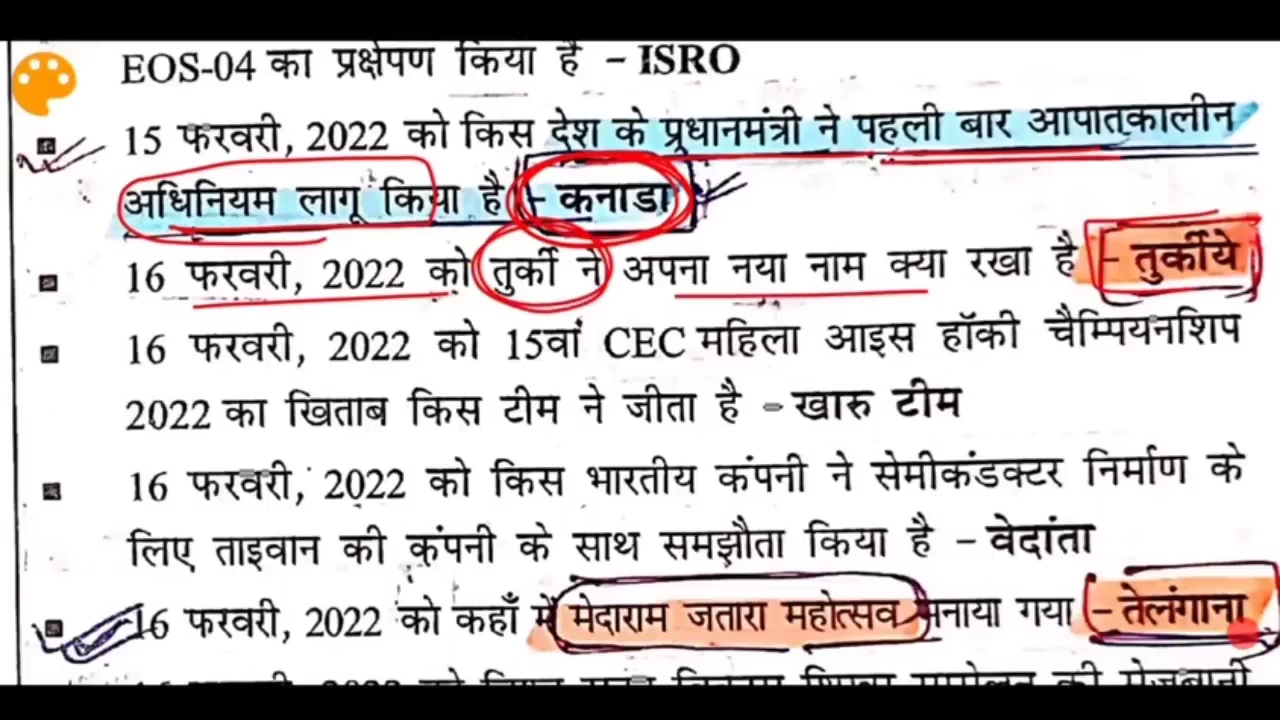 EOS-04 का प्रक्षेपण किया है – ISRO
15 फरवरी, 2022 को किस देश के प्रधानमंत्री ने पहली बार आपातकालीन
अधिनियम लागू किया है – कनाडा
16 फरवरी, 2022 को तुर्की ने अपना नया नाम क्या रखा है – तुर्कीये
16 फरवरी, 2022 को 15वां CEC महिला आइस हॉकी चैम्पियनशिप
2022 का खिताब किस टीम ने जीता है – खारु टीम
16 फरवरी, 2022 को किस भारतीय कंपनी ने सेमीकंडक्टर निर्माण के
लिए ताइवान की कंपनी के साथ समझौता किया है – वेदांता
16 फरवरी, 2022 को कहाँ में मेदाराम जतारा महोत्सव मनाया गया – तेलंगाना